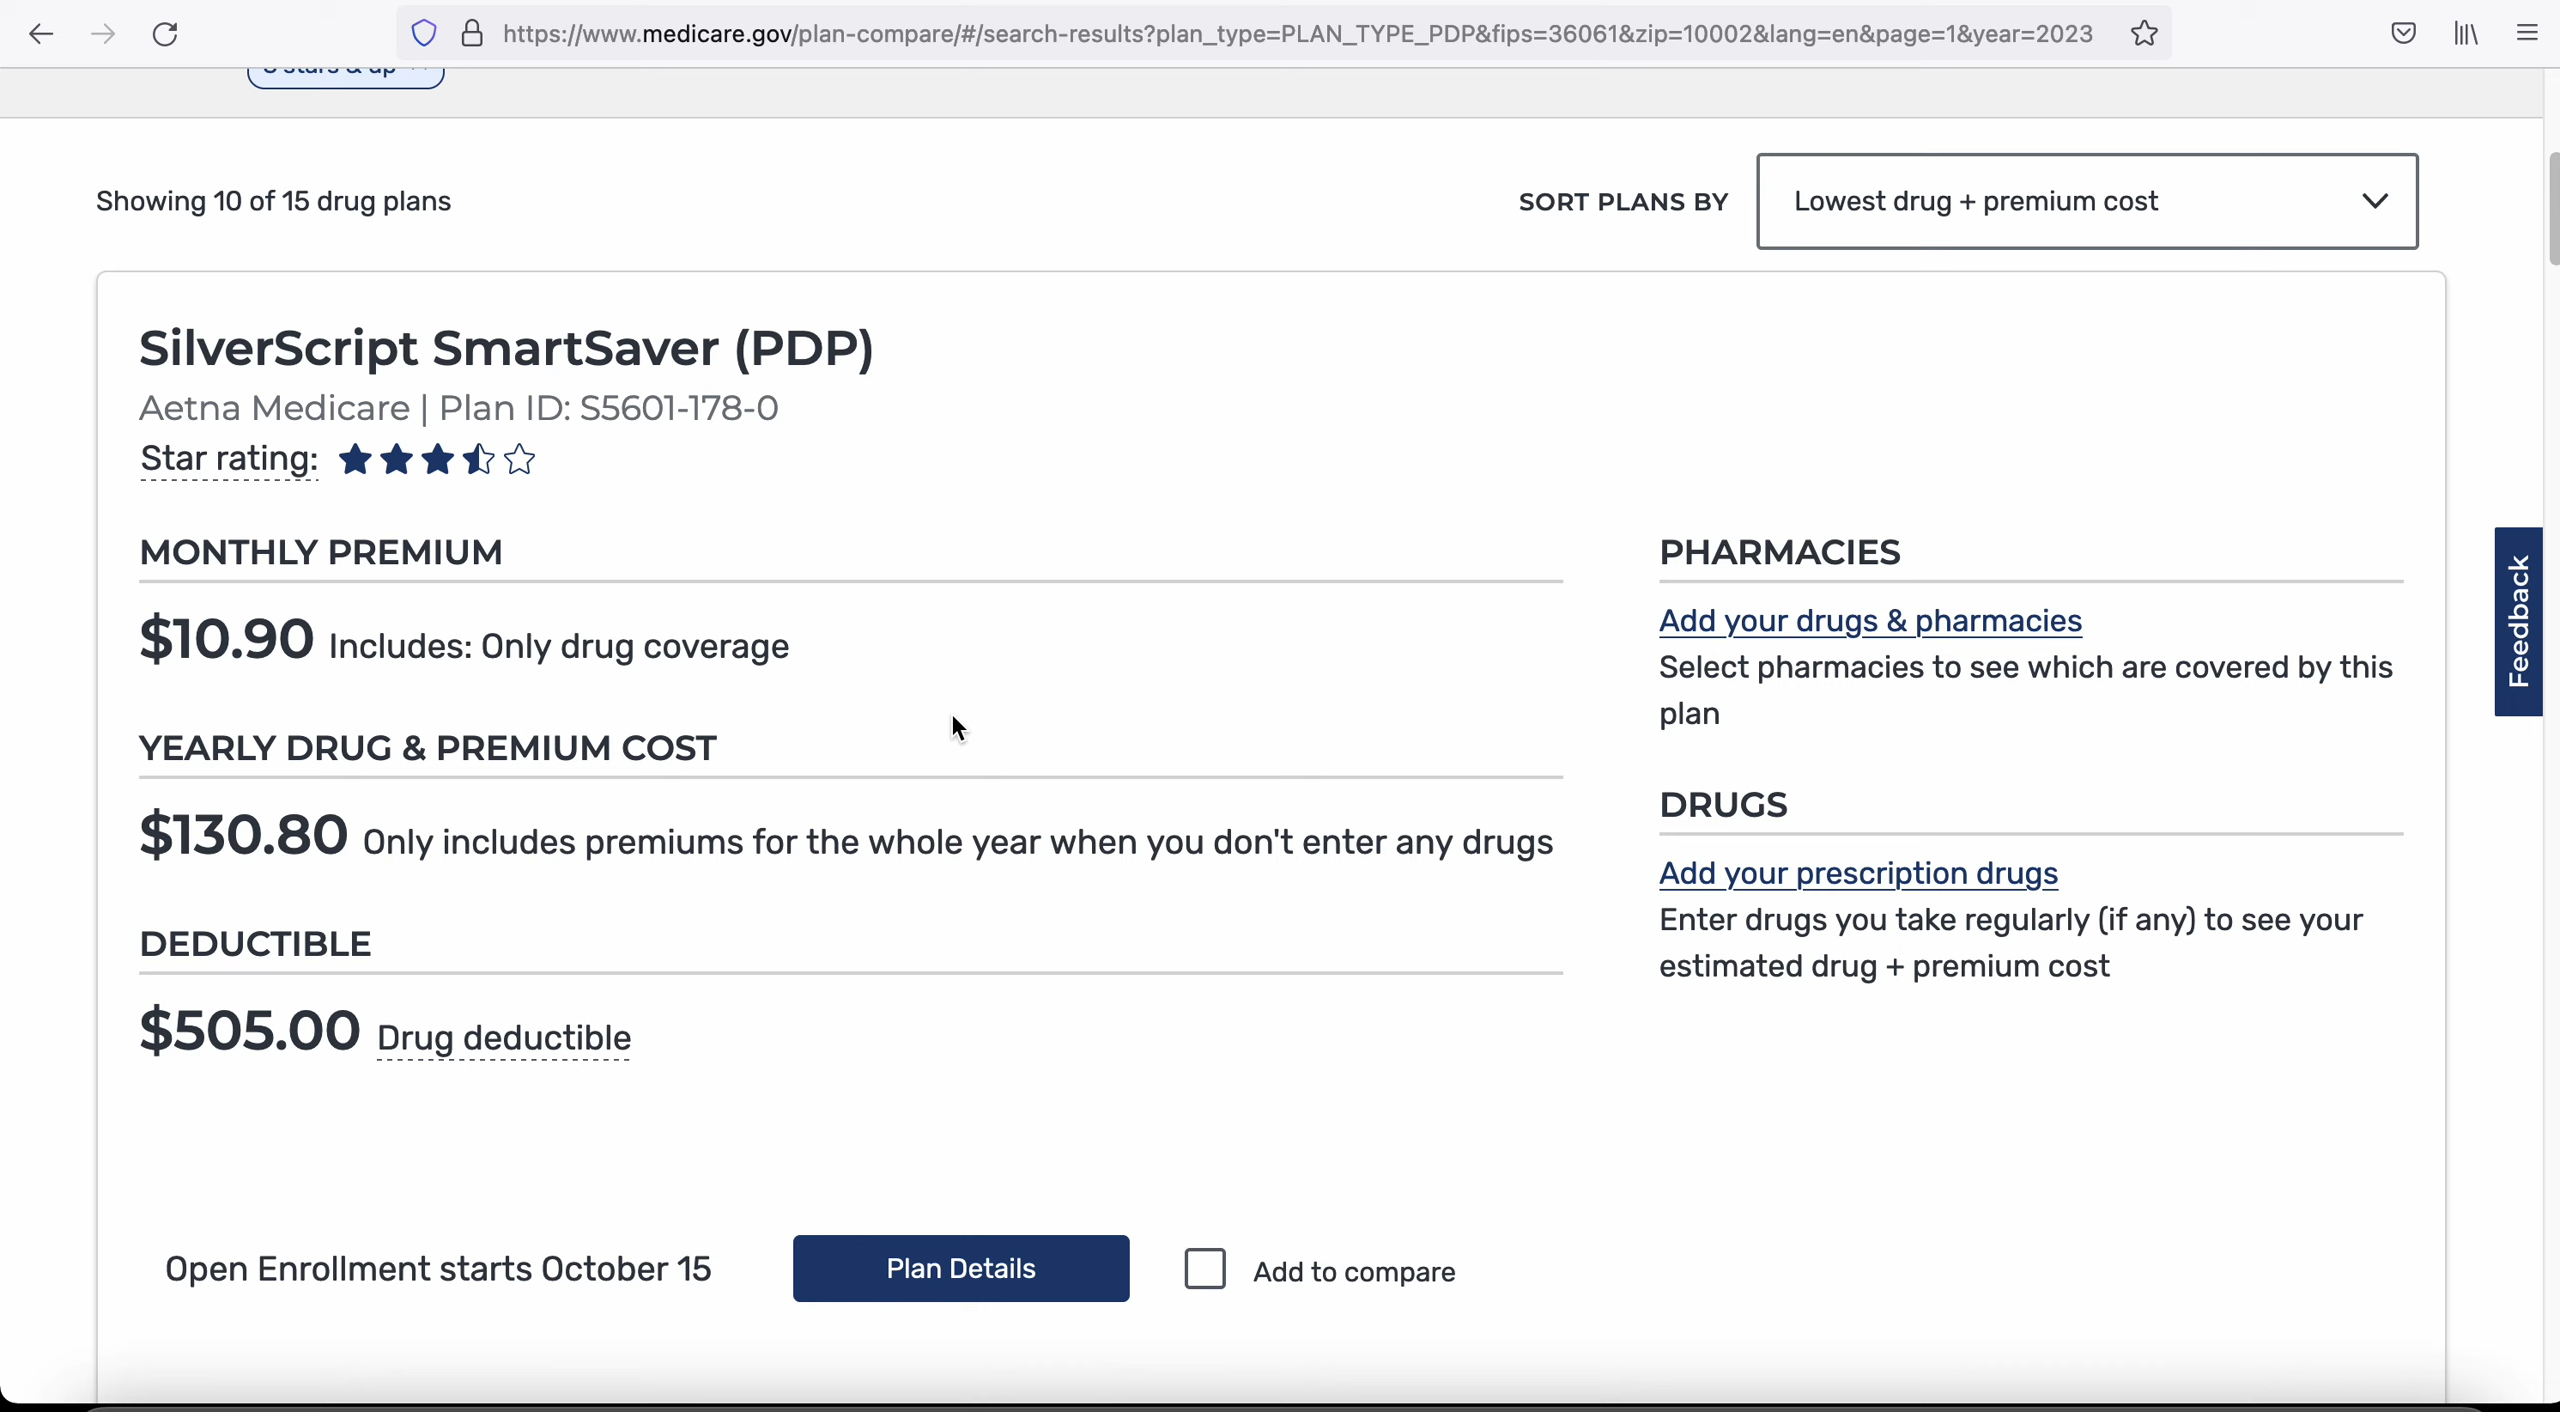 https://www.medicare.gov/plan-compare/#/search-results?plan_type=PLAN_TYPE_PDP&fips=36061&zip=10002&lang=en&page=1&year=2023
stars & up
Showing 10 of 15 drug plans
SORT PLANS BY
Lowest drug + premium cost
SilverScript SmartSaver (PDP)
Aetna Medicare | Plan ID: S5601-178-0
Star rating:
MONTHLY PREMIUM
$10.90 Includes: Only drug coverage
YEARLY DRUG & PREMIUM COST
$130.80 Only includes premiums for the whole year when you don't enter any drugs
DEDUCTIBLE
$505.00 Drug deductible
PHARMACIES
Add your drugs & pharmacies
Select pharmacies to see which are covered by this
plan
DRUGS
Add your prescription drugs
Enter drugs you take regularly (if any) to see your
estimated drug + premium cost
Open Enrollment starts October 15
Plan Details
Add to compare
Feedback